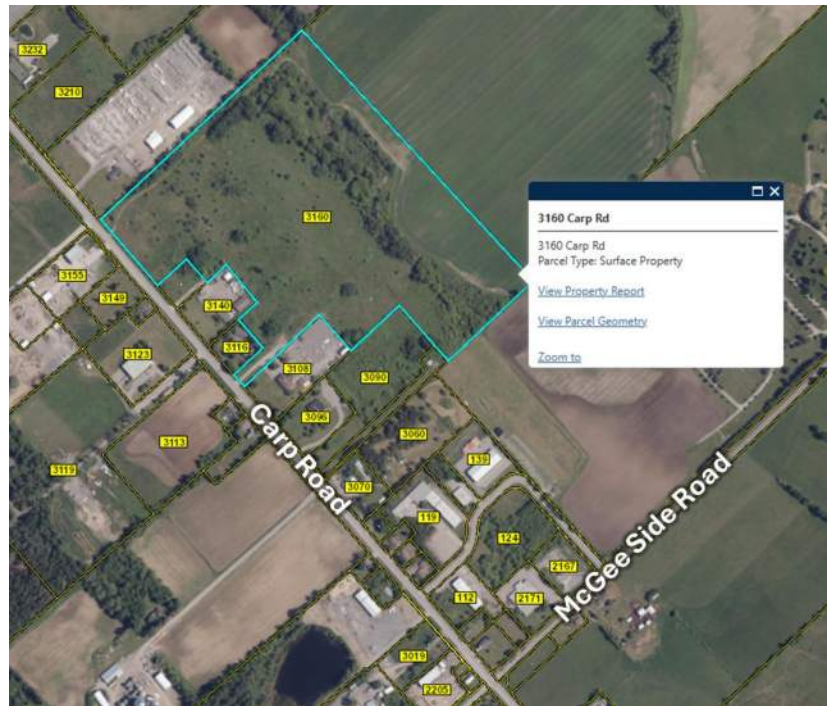 3232
3210
3160
3160 Carp Rd
3160 Carp Rd
Parcel Type: Surface Property
View Property Report
View Parcel Geometry
Zoom to
3155
3149
3140
3116
3123
3108
3090
3096
3113
3119
Carp Road
3060
3070
139
119
124
2167
112
2171
McGee Side Road
3019
2205